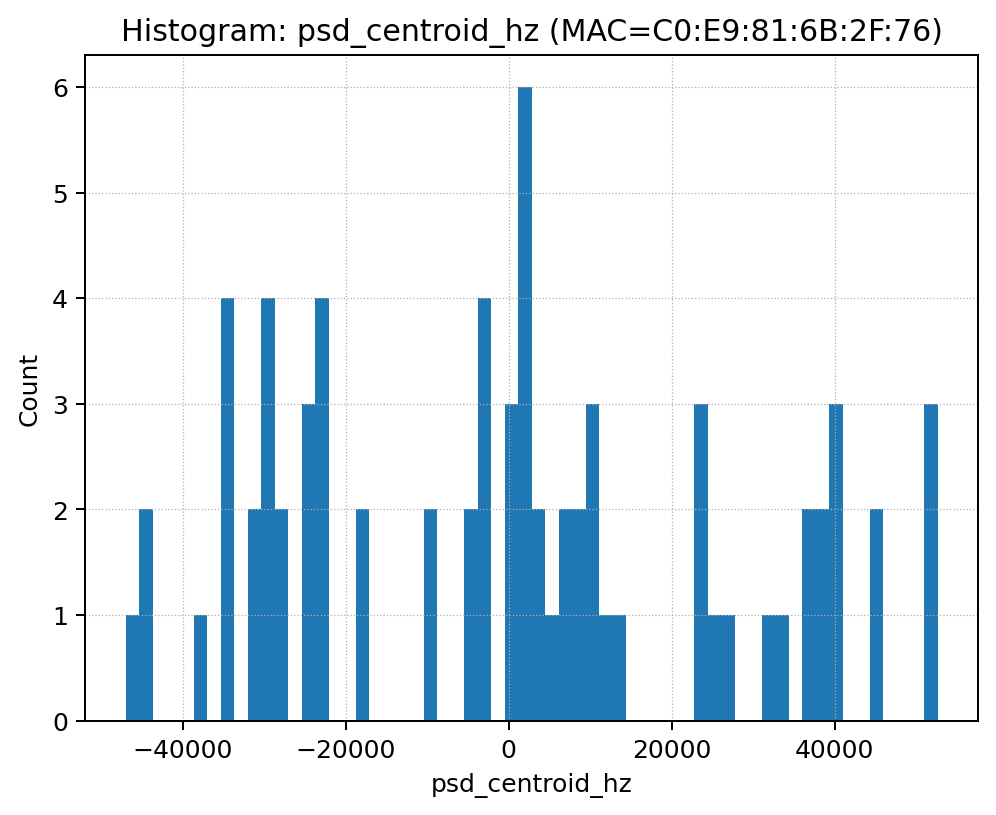 Histogram: psd_centroid_hz (MAC=C0:E9:81:6B:2F:76)
6
5
4
3
2
1
0
Count
−40000 −20000 0 20000 40000
psd_centroid_hz